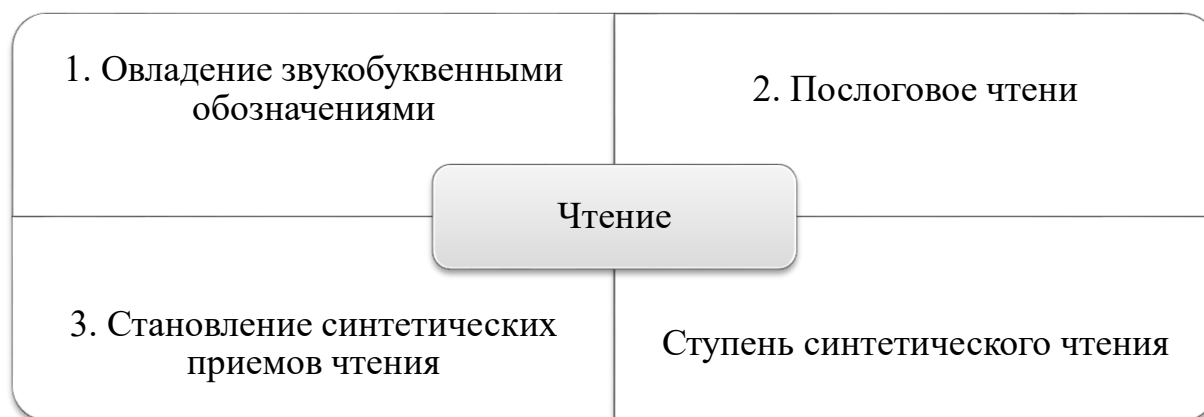 1. Овладение звукобуквенными
обозначениями
2. Послоговое чтени
Чтение
3. Становление синтетических
приемов чтения
Ступень синтетического чтения